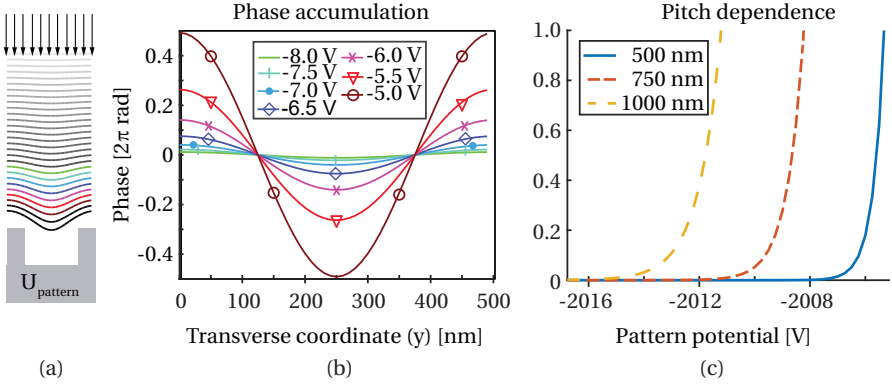 (a)
Phase accumulation
Pitch dependence
U pattern
Phase [2π rad]
0.4
0.2
0
-0.2
-0.4
-8.0 V
-7.5 V
-7.0 V
-6.5 V
-6.0 V
-5.5 V
-5.0 V
0 100 200 300 400 500
Transverse coordinate (y) [nm]
1.0
0.8
0.6
0.4
0.2
0
500 nm
750 nm
1000 nm
-2016 -2012 -2008
Pattern potential [V]
(a) (b) (c)